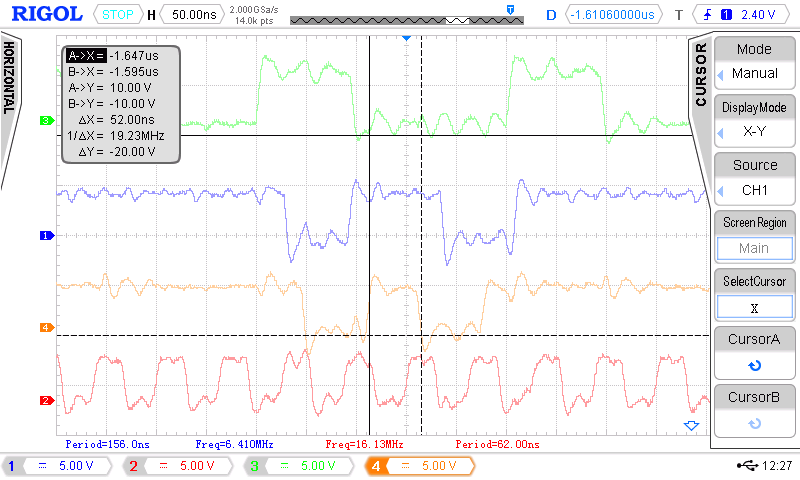 RIGOL STOP H 50.00ns 2.000GSa/s 14.0k pts T D -1.61060000us T 1 2.40 V
HORIZONTAL
A->X = -1.647us
B->X = -1.595us
A->Y = 10.00 V
B->Y = -10.00 V
ΔX = 52.00ns
1/ΔX = 19.23MHz
ΔY = -20.00 V
3
1
4
2
Period=156.0ns Freq=6.410MHz Freq=16.13MHz Period=62.00ns
CURSOR
Mode
Manual
DisplayMode
X-Y
Source
CH1
Screen Region
Main
SelectCursor
X
CursorA
CursorB
1 5.00 V 2 5.00 V 3 5.00 V 4 5.00 V 12:27